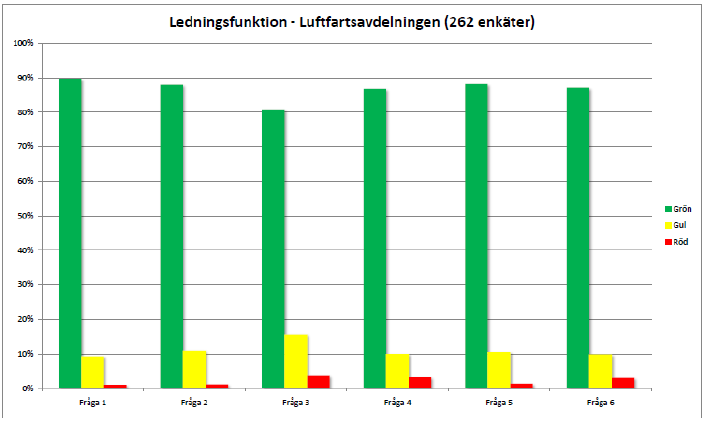 Ledningsfunktion - Luftfartsavdelningen (262 enkäter)
100%
90%
80%
70%
60%
50%
40%
30%
20%
10%
0%
Fråga 1 Fråga 2 Fråga 3 Fråga 4 Fråga 5 Fråga 6
Grön
Gul
Röd